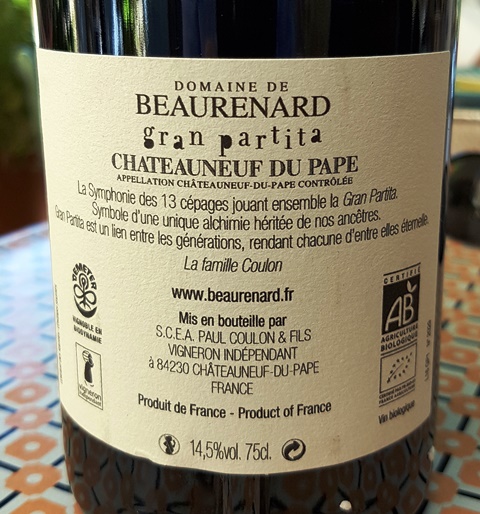 DOMAINE DE
BEAURENARD
gran partita
CHATEAUNEUF DU PAPE
APPELLATION CHÂTEAUNEUF-DU-PAPE CONTRÔLÉE
La Symphonie des 13 cépages jouant ensemble la Gran Partita.
Symbole d'une unique alchimie héritée de nos ancêtres.
Gran Partita est un lien entre les générations, rendant chacune d'entre elles éternelle.
La famille Coulon
www.beaurenard.fr
Mis en bouteille par
S.C.E.A. PAUL COULON & FILS
VIGNERON INDÉPENDANT
à 84230 CHÂTEAUNEUF-DU-PAPE
FRANCE
Produit de France - Product of France
14,5%vol. 75cl.
DEMETER
VIGNOBLE EN
BIODYNAMIE
Vigneron
CERTIFIÉ
AB
AGRICULTURE
BIOLOGIQUE
Vin biologique